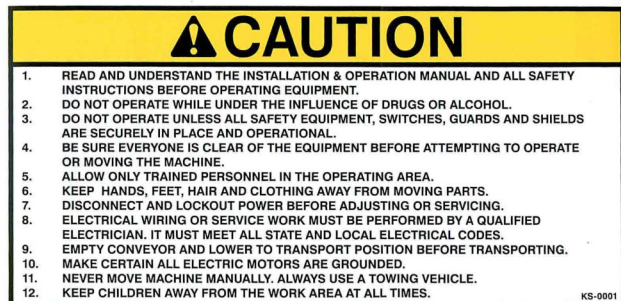 CAUTION
1. READ AND UNDERSTAND THE INSTALLATION & OPERATION MANUAL AND ALL SAFETY
INSTRUCTIONS BEFORE OPERATING EQUIPMENT.
2. DO NOT OPERATE WHILE UNDER THE INFLUENCE OF DRUGS OR ALCOHOL.
3. DO NOT OPERATE UNLESS ALL SAFETY EQUIPMENT, SWITCHES, GUARDS AND SHIELDS
ARE SECURELY IN PLACE AND OPERATIONAL.
4. BE SURE EVERYONE IS CLEAR OF THE EQUIPMENT BEFORE ATTEMPTING TO OPERATE
OR MOVING THE MACHINE.
5. ALLOW ONLY TRAINED PERSONNEL IN THE OPERATING AREA.
6. KEEP HANDS, FEET, HAIR AND CLOTHING AWAY FROM MOVING PARTS.
7. DISCONNECT AND LOCKOUT POWER BEFORE ADJUSTING OR SERVICING.
8. ELECTRICAL WIRING OR SERVICE WORK MUST BE PERFORMED BY A QUALIFIED
ELECTRICIAN. IT MUST MEET ALL STATE AND LOCAL ELECTRICAL CODES.
9. EMPTY CONVEYOR AND LOWER TO TRANSPORT POSITION BEFORE TRANSPORTING.
10. MAKE CERTAIN ALL ELECTRIC MOTORS ARE GROUNDED.
11. NEVER MOVE MACHINE MANUALLY. ALWAYS USE A TOWING VEHICLE.
12. KEEP CHILDREN AWAY FROM THE WORK AREA AT ALL TIMES. KS-0001